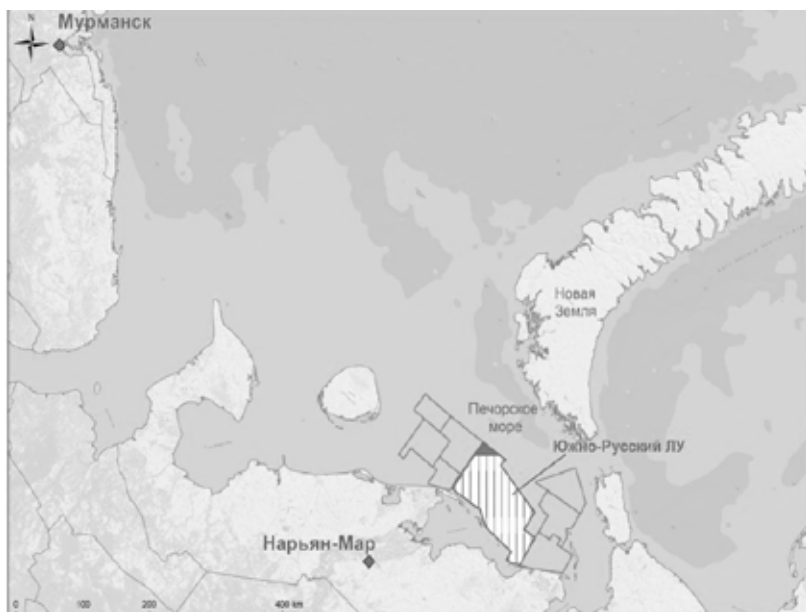 N
Мурманск
Новая
Земля
Печорское
море
Южно-Русский ЛУ
Нарьян-Мар
0 100 200 400 km